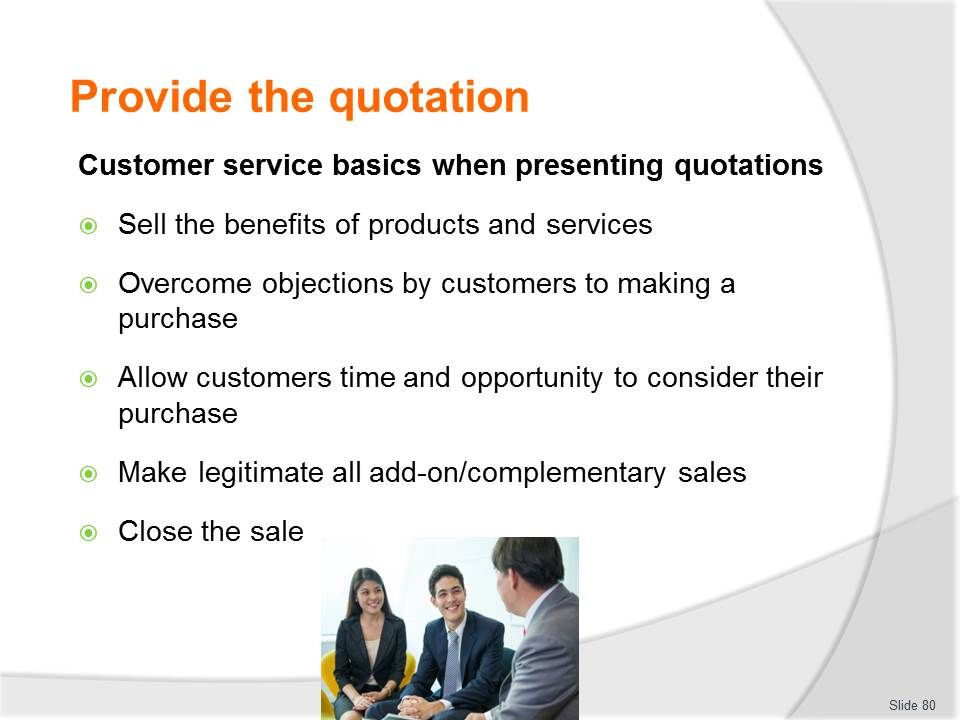 Provide the quotation
Customer service basics when presenting quotations
Sell the benefits of products and services
Overcome objections by customers to making a
purchase
Allow customers time and opportunity to consider their
purchase
Make legitimate all add-on/complementary sales
Close the sale
Slide 80